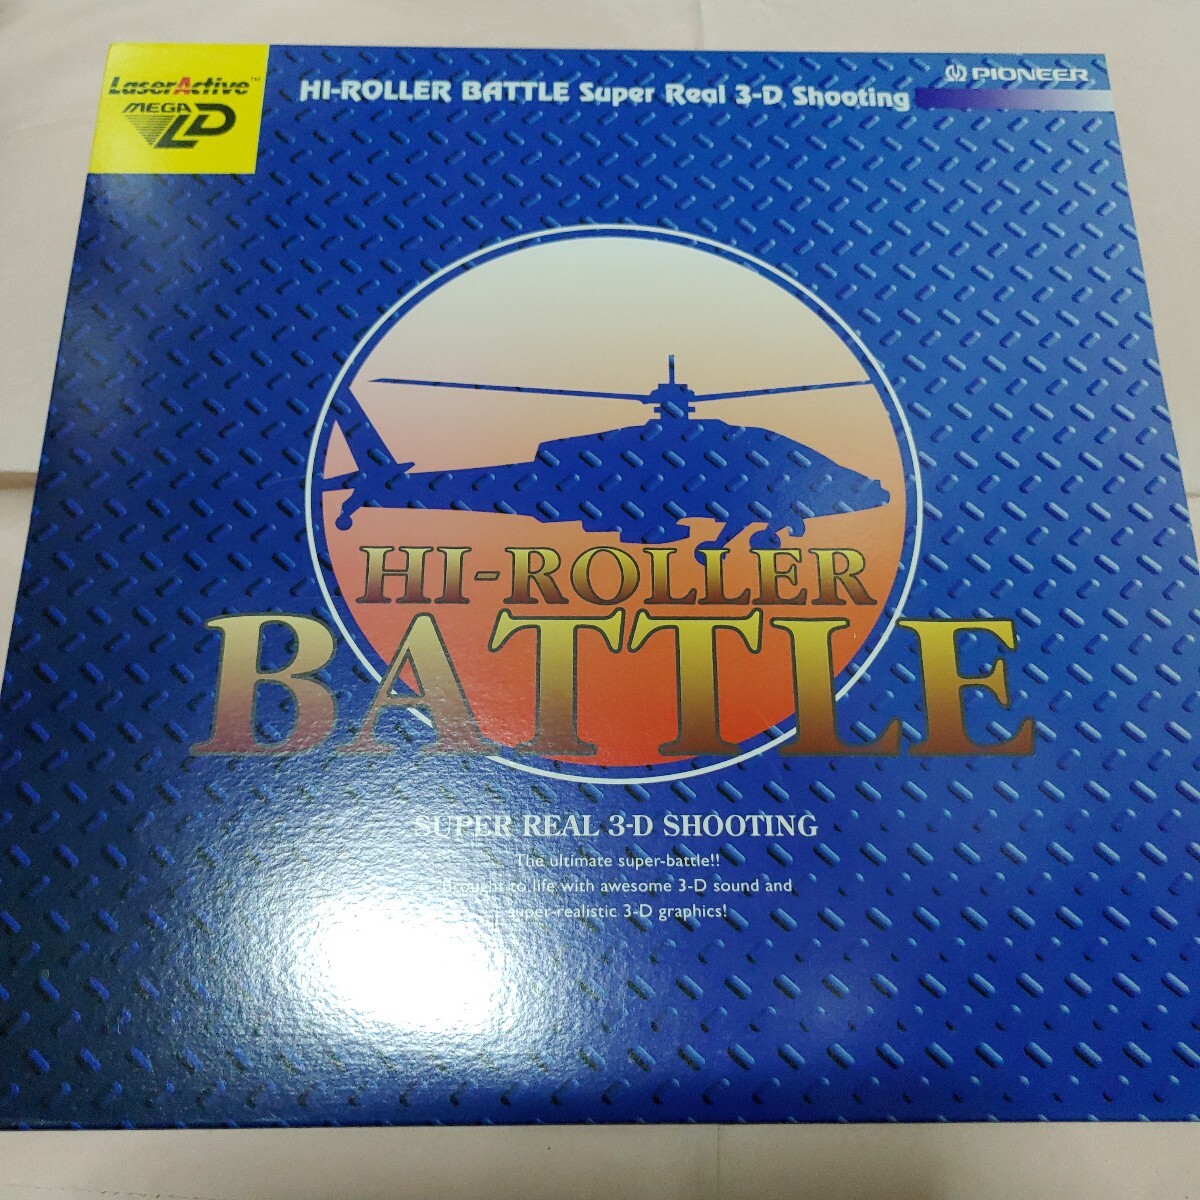 LaserActive™
MEGA
LD
HI-ROLLER BATTLE Super Real 3-D Shooting
PIONEER
HI-ROLLER
BATTLE
SUPER REAL 3-D SHOOTING
The ultimate super-battle!!
Brought to life with awesome 3-D sound and
super-realistic 3-D graphics!